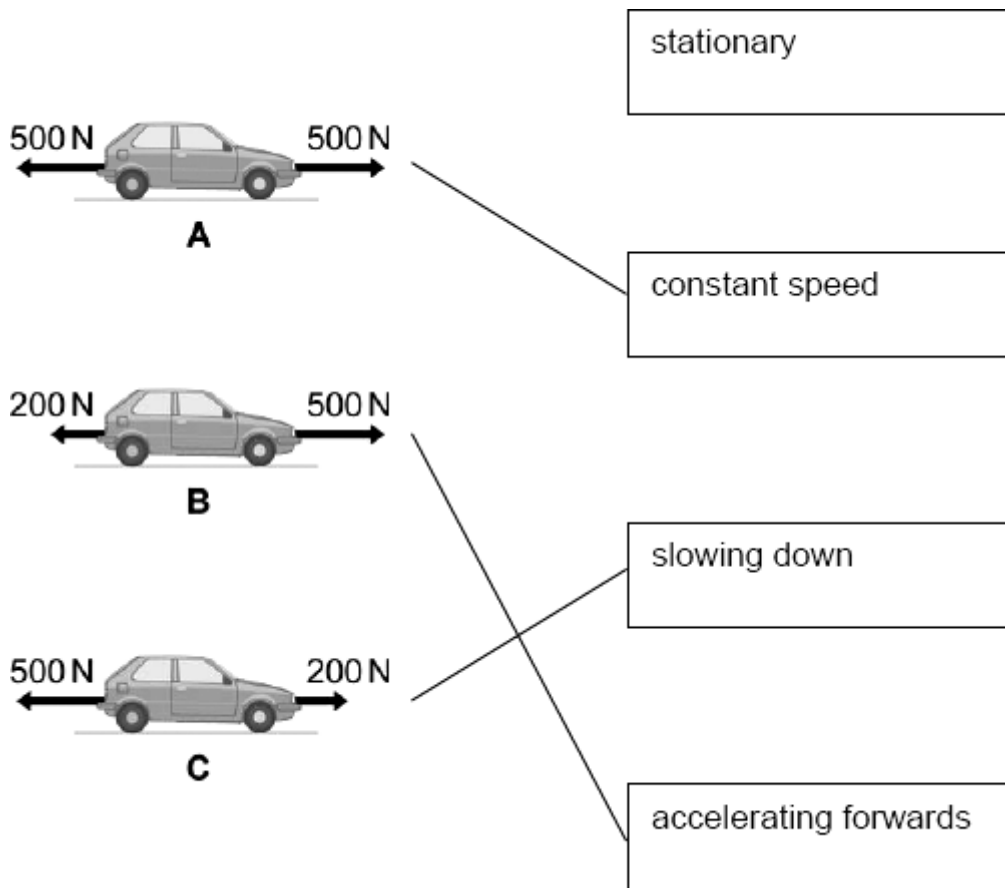 stationary
500 N 500 N
A
constant speed
200 N 500 N
B
slowing down
500 N 200 N
C
accelerating forwards